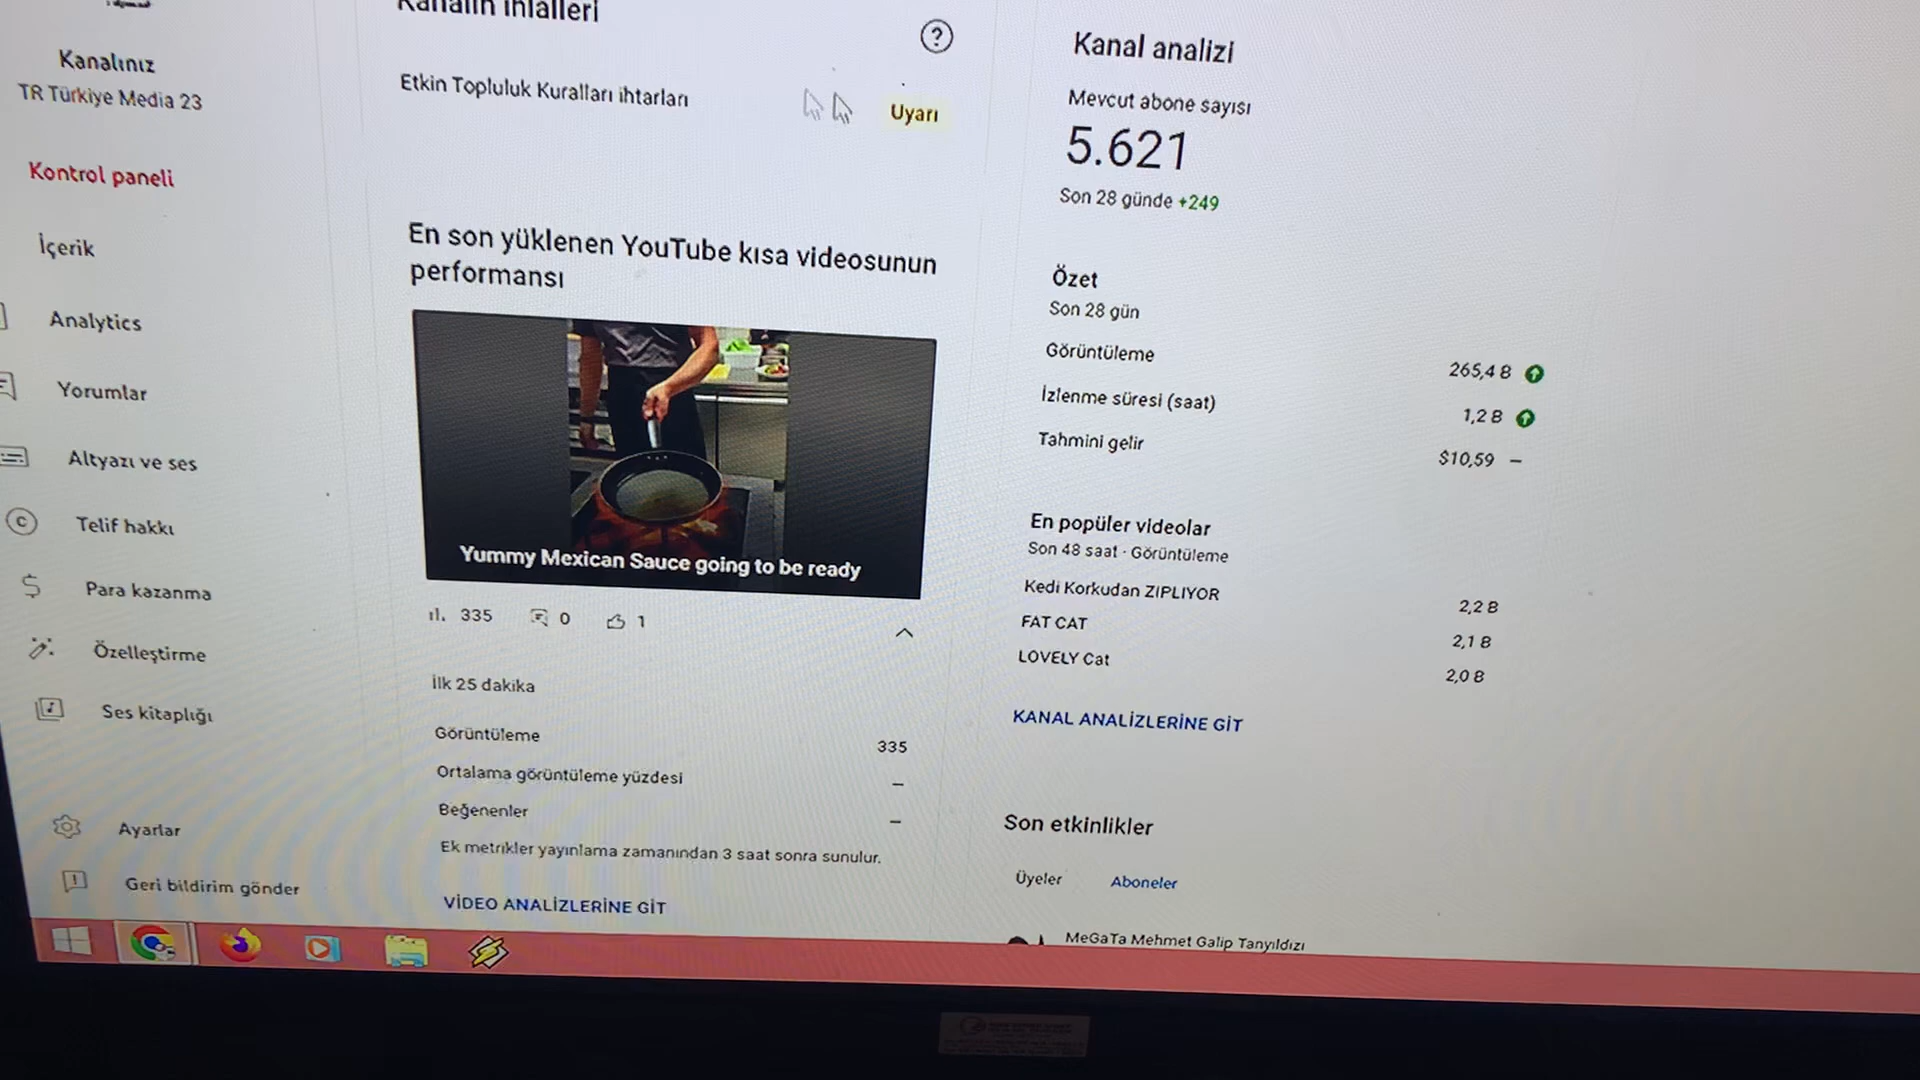 Kanalınız
TR Türkiye Media 23
Kontrol paneli
İçerik
Analytics
Yorumlar
Altyazı ve ses
Telif hakkı
Para kazanma
Özelleştirme
Ses kitaplığı
Ayarlar
Geri bildirim gönder
Kanalın ihlalleri
Etkin Topluluk Kuralları ihtarları
Uyarı
En son yüklenen YouTube kısa videosunun
performansı
Yummy Mexican Sauce going to be ready
335 0 1
İlk 25 dakika
Görüntüleme 335
Ortalama görüntüleme yüzdesi –
Beğenenler –
Ek metrikler yayınlama zamanından 3 saat sonra sunulur.
VİDEO ANALİZLERİNE GİT
Kanal analizi
Mevcut abone sayısı
5.621
Son 28 günde +249
Özet
Son 28 gün
Görüntüleme 265,4 B
İzlenme süresi (saat) 1,2 B
Tahmini gelir $10,59 –
En popüler videolar
Son 48 saat · Görüntüleme
Kedi Korkudan ZIPLIYOR 2,2 B
FAT CAT 2,1 B
LOVELY Cat 2,0 B
KANAL ANALİZLERİNE GİT
Son etkinlikler
Üyeler Aboneler
MeGaTa Mehmet Galip Tanyıldızı